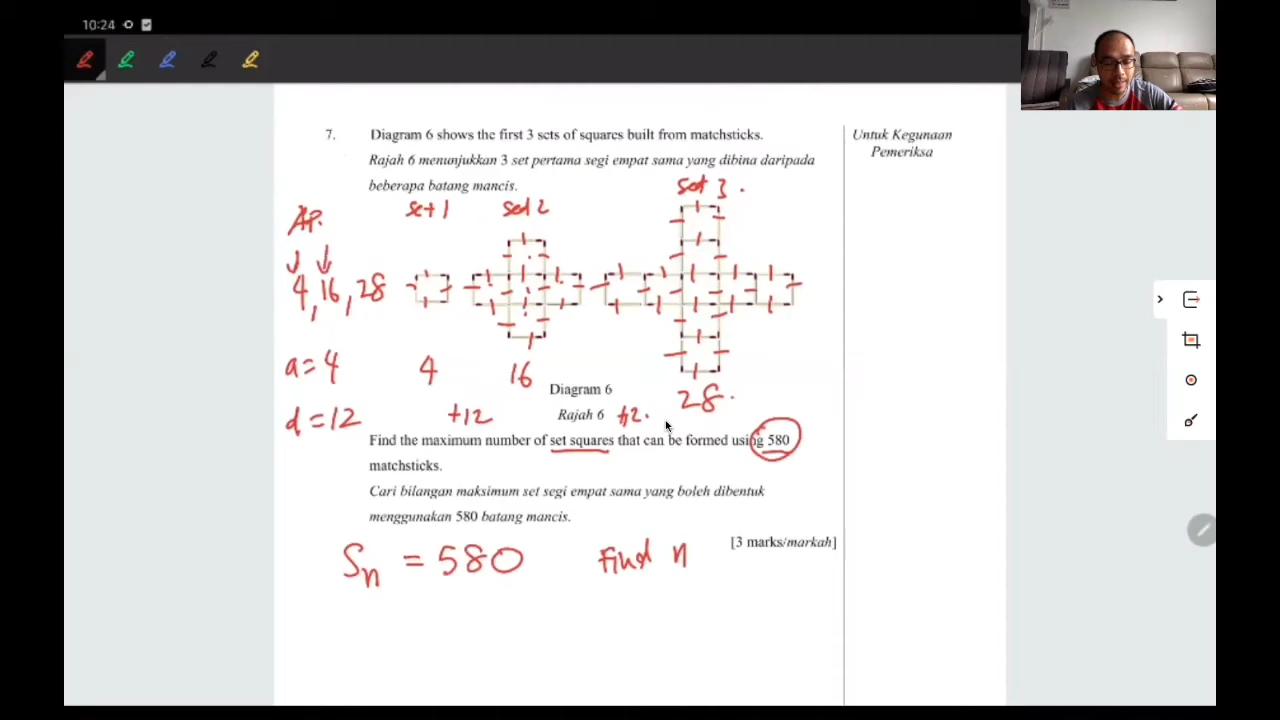 10:24
7. Diagram 6 shows the first 3 sets of squares built from matchsticks.
Untuk Kegunaan
Pemeriksa
Rajah 6 menunjukkan 3 set pertama segi empat sama yang dibina daripada
beberapa batang mancis.
AP.
set 1
set 2
set 3.
4, 16, 28
a = 4
4
16
28.
Diagram 6
d = 12
+12
Rajah 6
+12.
Find the maximum number of set squares that can be formed using 580
matchsticks.
Cari bilangan maksimum set segi empat sama yang boleh dibentuk
menggunakan 580 batang mancis.
[3 marks/markah]
Sn = 580
Find n